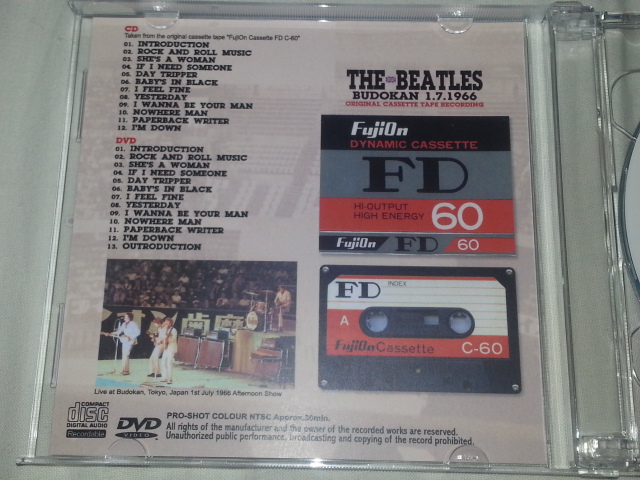 CD
Taken from the original cassette tape "FujiOn Cassette FD C-60"
01. INTRODUCTION
02. ROCK AND ROLL MUSIC
03. SHE'S A WOMAN
04. IF I NEED SOMEONE
05. DAY TRIPPER
06. BABY'S IN BLACK
07. I FEEL FINE
08. YESTERDAY
09. I WANNA BE YOUR MAN
10. NOWHERE MAN
11. PAPERBACK WRITER
12. I'M DOWN
DVD
01. INTRODUCTION
02. ROCK AND ROLL MUSIC
03. SHE'S A WOMAN
04. IF I NEED SOMEONE
05. DAY TRIPPER
06. BABY'S IN BLACK
07. I FEEL FINE
08. YESTERDAY
09. I WANNA BE YOUR MAN
10. NOWHERE MAN
11. PAPERBACK WRITER
12. I'M DOWN
13. OUTRODUCTION
THE BEATLES
BUDOKAN 1.7.1966
ORIGINAL CASSETTE TAPE RECORDING
FujiOn
DYNAMIC CASSETTE
FD
HI-OUTPUT
HIGH ENERGY 60
FujiOn FD 60
FD INDEX
A
FujiOn Cassette C-60
歯磨
Live at Budokan, Tokyo, Japan 1st July 1966 Afternoon Show
COMPACT
disc
DIGITAL AUDIO
Recordable
DVD
VIDEO
PRO-SHOT COLOUR NTSC Approx.30min.
All rights of the manufacturer and the owner of the recorded works are reserved.
Unauthorized public performance, broadcasting and copying of the record prohibited.